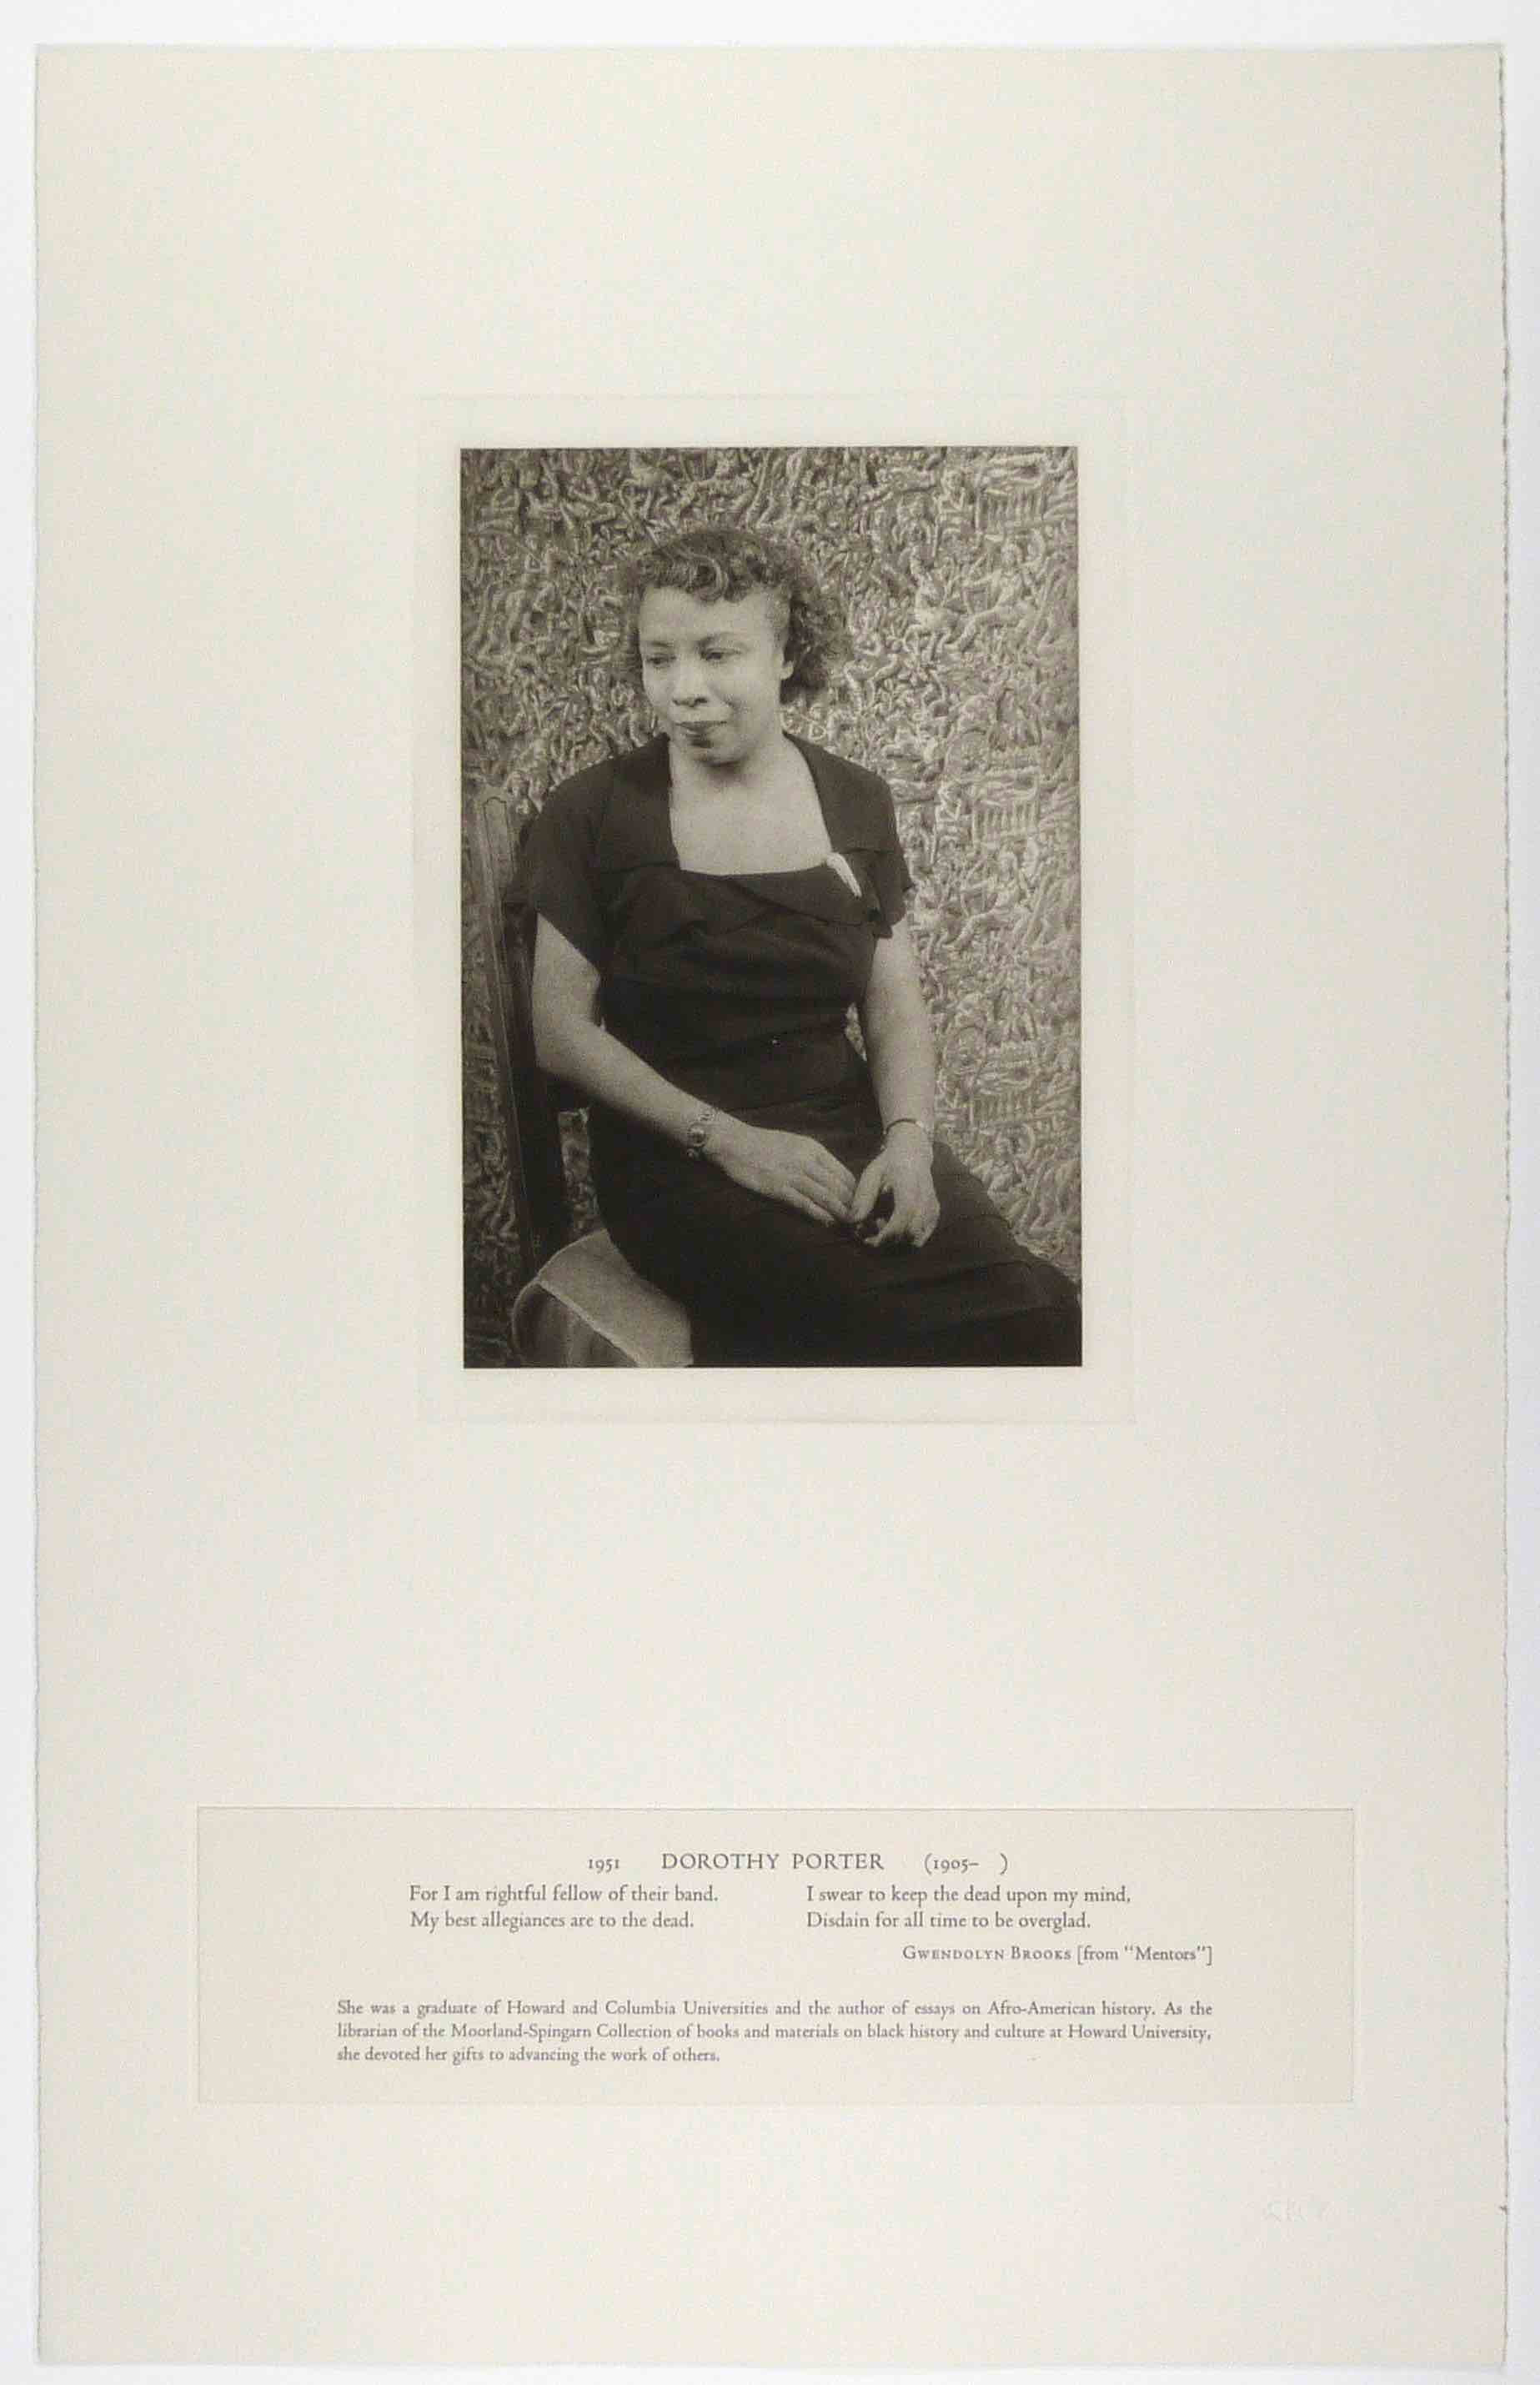 1951 DOROTHY PORTER (1905– )
For I am rightful fellow of their band.
My best allegiances are to the dead.
I swear to keep the dead upon my mind,
Disdain for all time to be overglad.
GWENDOLYN BROOKS [from "Mentors"]
She was a graduate of Howard and Columbia Universities and the author of essays on Afro-American history. As the
librarian of the Moorland-Spingarn Collection of books and materials on black history and culture at Howard University,
she devoted her gifts to advancing the work of others.